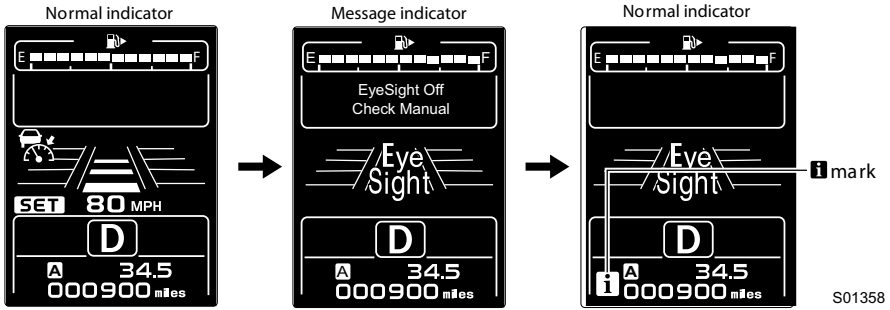 Normal indicator
E F
SET 80 MPH
D
A 34.5
000900 miles
Message indicator
E F
EyeSight Off
Check Manual
Eye
Sight
D
A 34.5
000900 miles
Normal indicator
E F
Eye
Sight
D
A 34.5
i 000900 miles
i mark
S01358